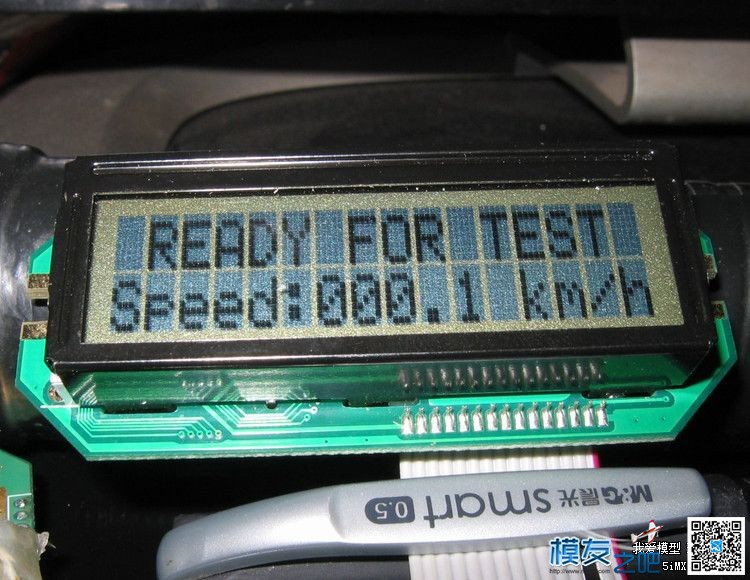 READY FOR TEST
Speed:000.1 km/h
M&G晨光 smart 0.5
模友之吧
我爱模型
5iMX